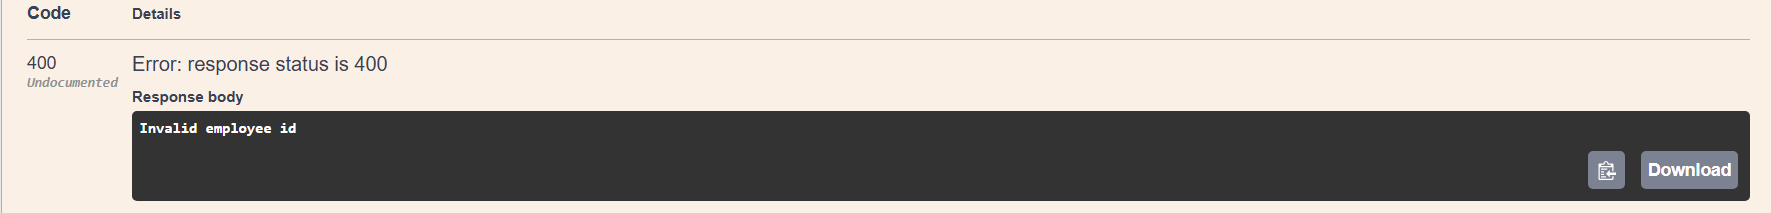 Code Details
400 Error: response status is 400
Undocumented
Response body
Invalid employee id
Download